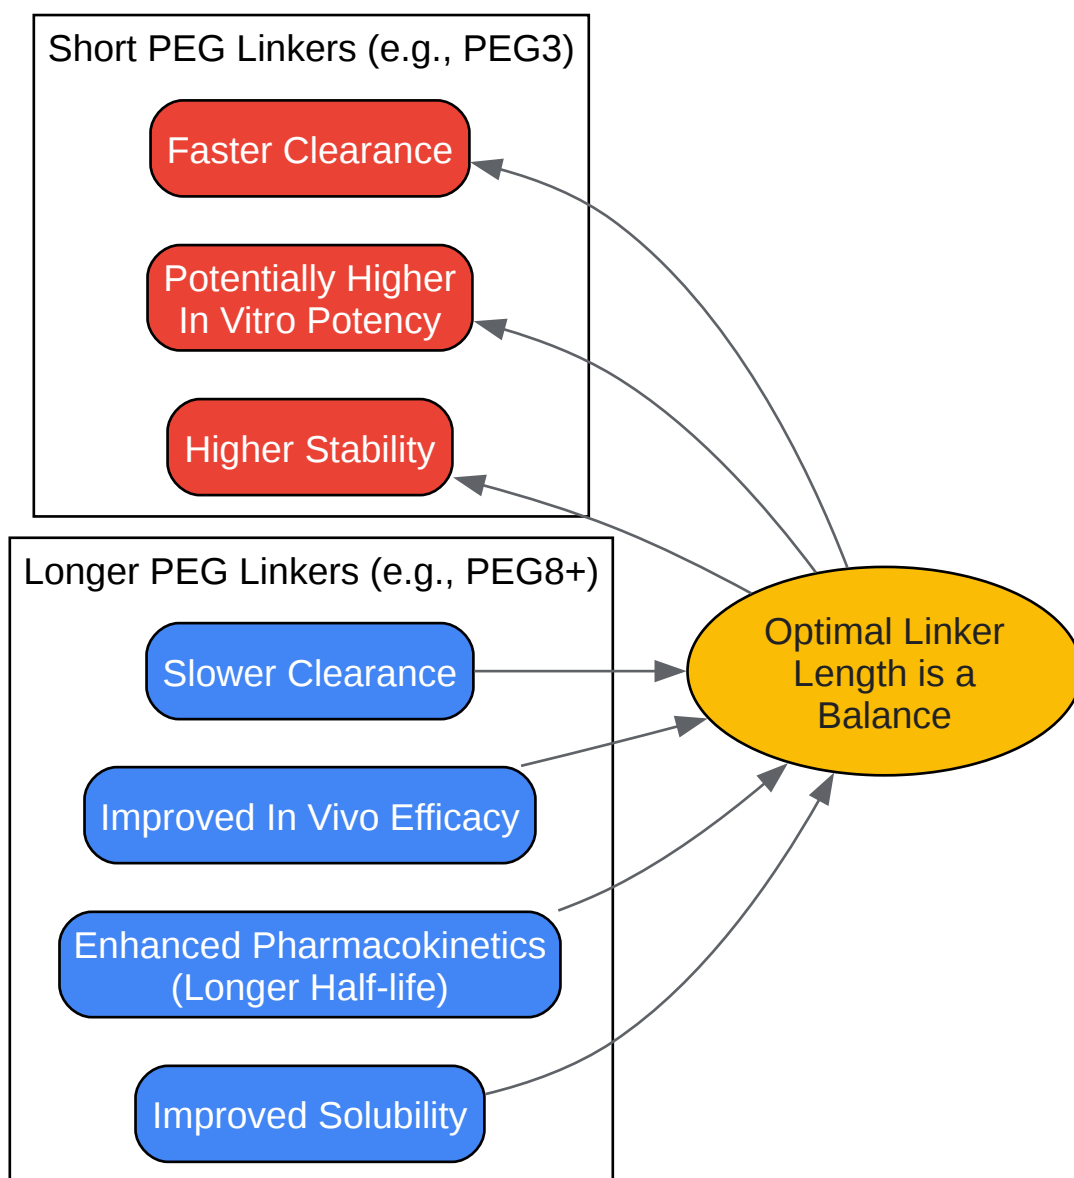 Short PEG Linkers (e.g., PEG3)
Faster Clearance
Potentially Higher
In Vitro Potency
Higher Stability
Longer PEG Linkers (e.g., PEG8+)
Slower Clearance
Improved In Vivo Efficacy
Enhanced Pharmacokinetics
(Longer Half-life)
Improved Solubility
Optimal Linker
Length is a
Balance